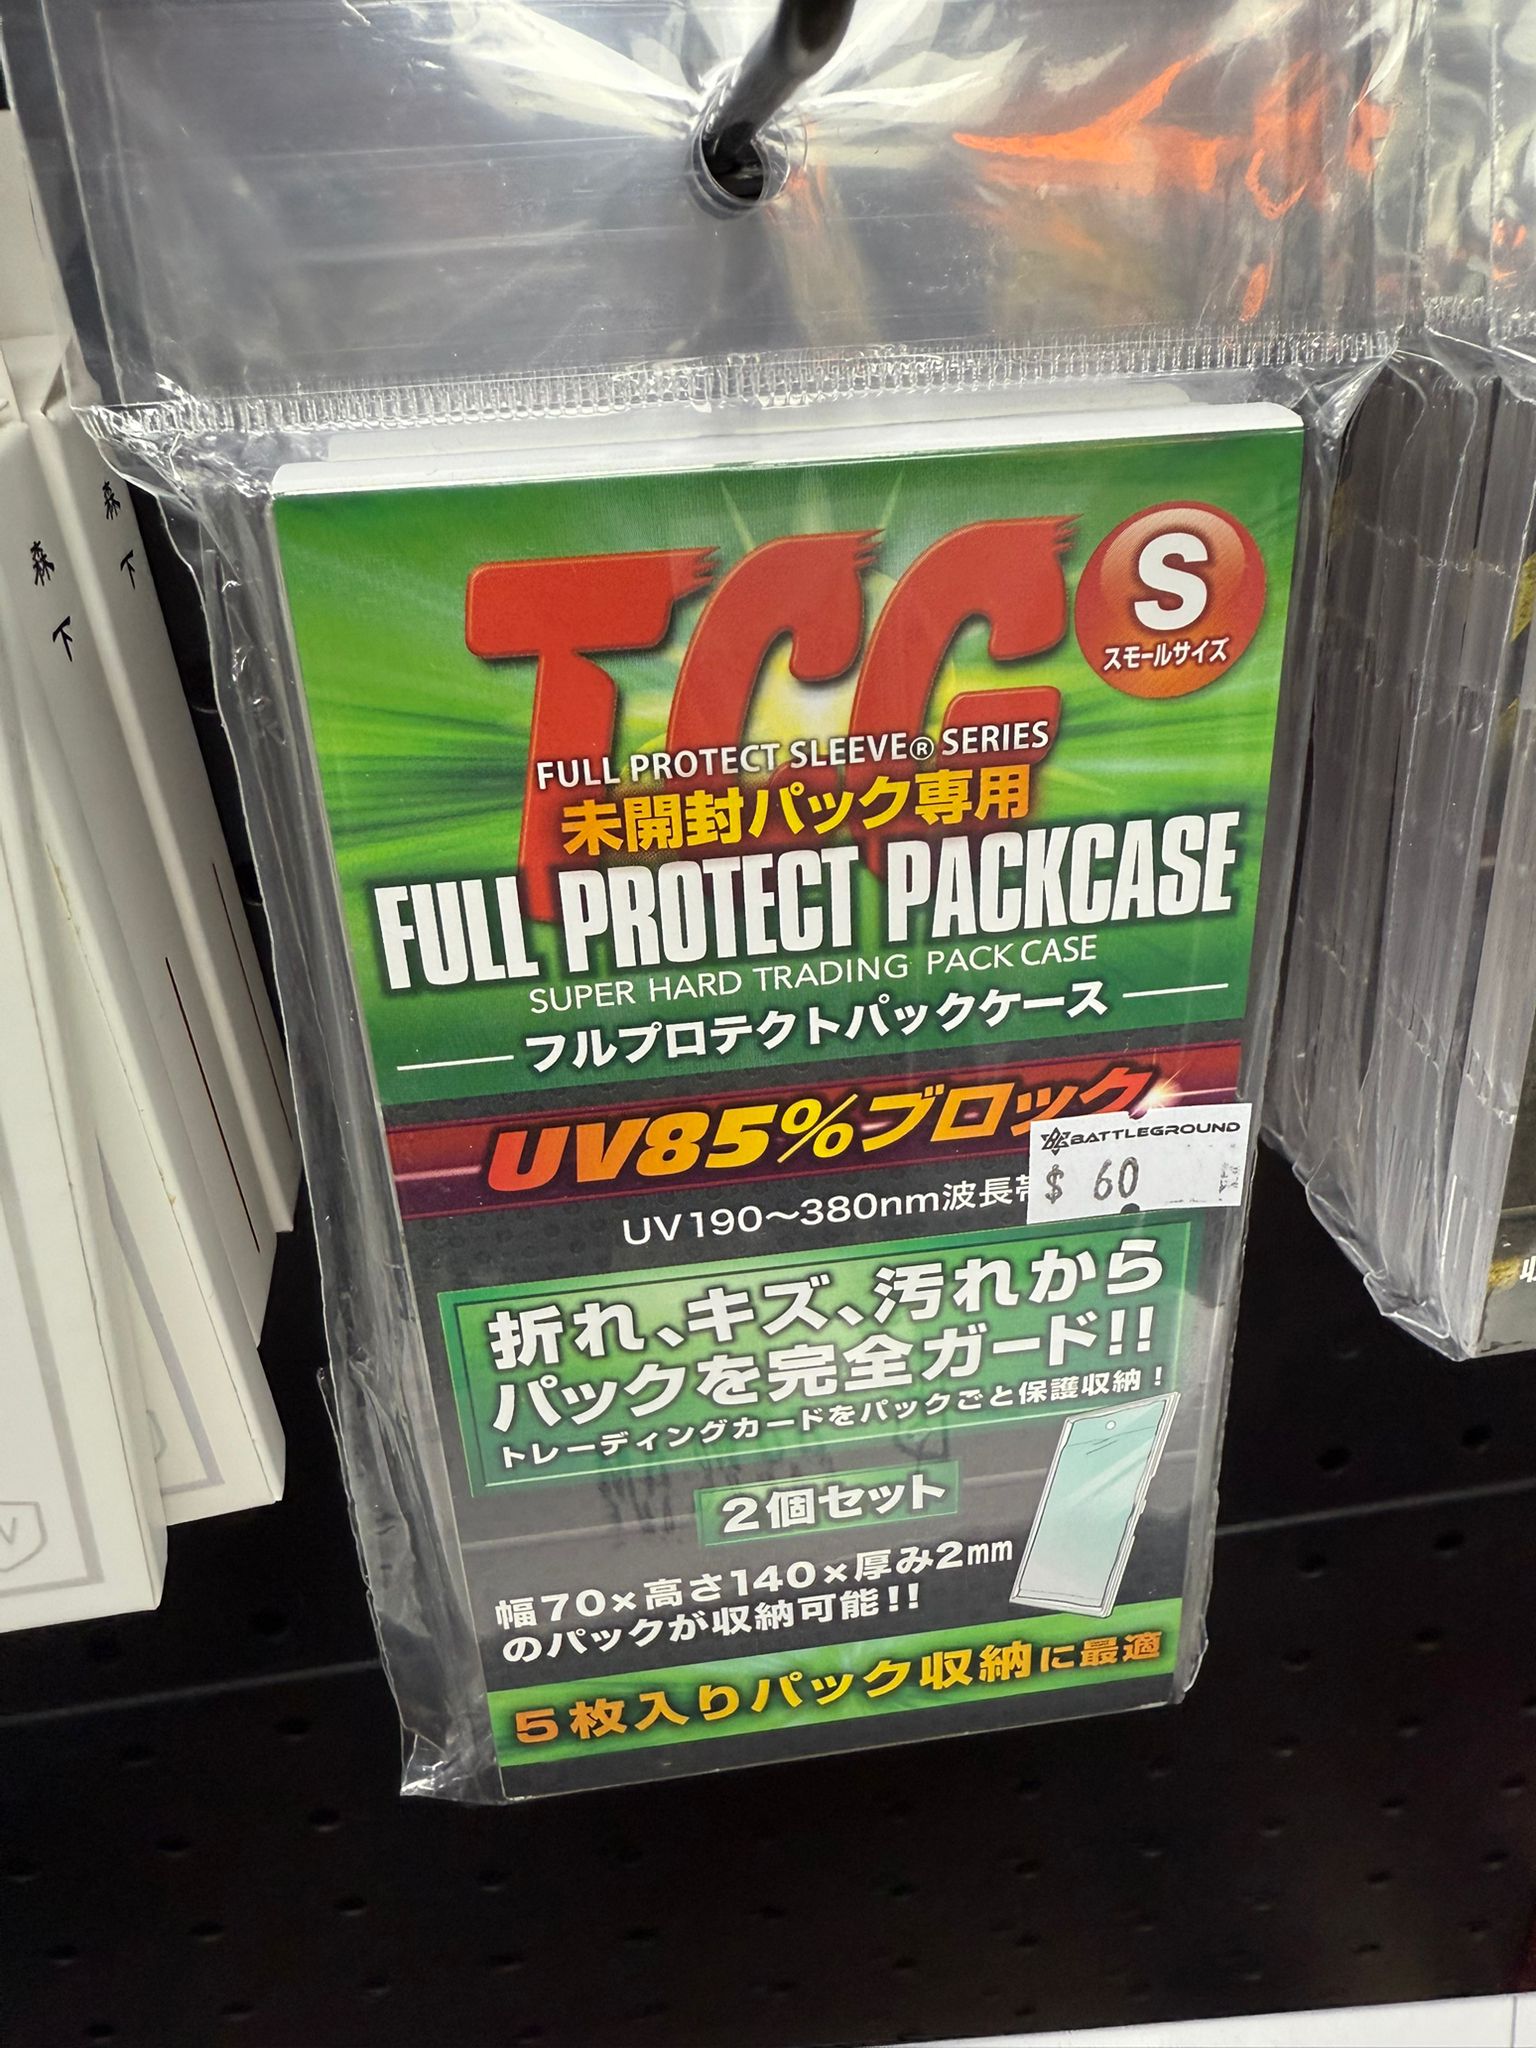 TCG
S
スモールサイズ
FULL PROTECT SLEEVE® SERIES
未開封パック専用
FULL PROTECT PACKCASE
SUPER HARD TRADING PACK CASE
フルプロテクトパックケース
UV85%ブロック
BATTLEGROUND
$ 60
UV190〜380nm波長帯
折れ、キズ、汚れから
パックを完全ガード!!
トレーディングカードをパックごと保護収納！
2個セット
幅70×高さ140×厚み2mm
のパックが収納可能!!
5枚入りパック収納に最適
森下
森下